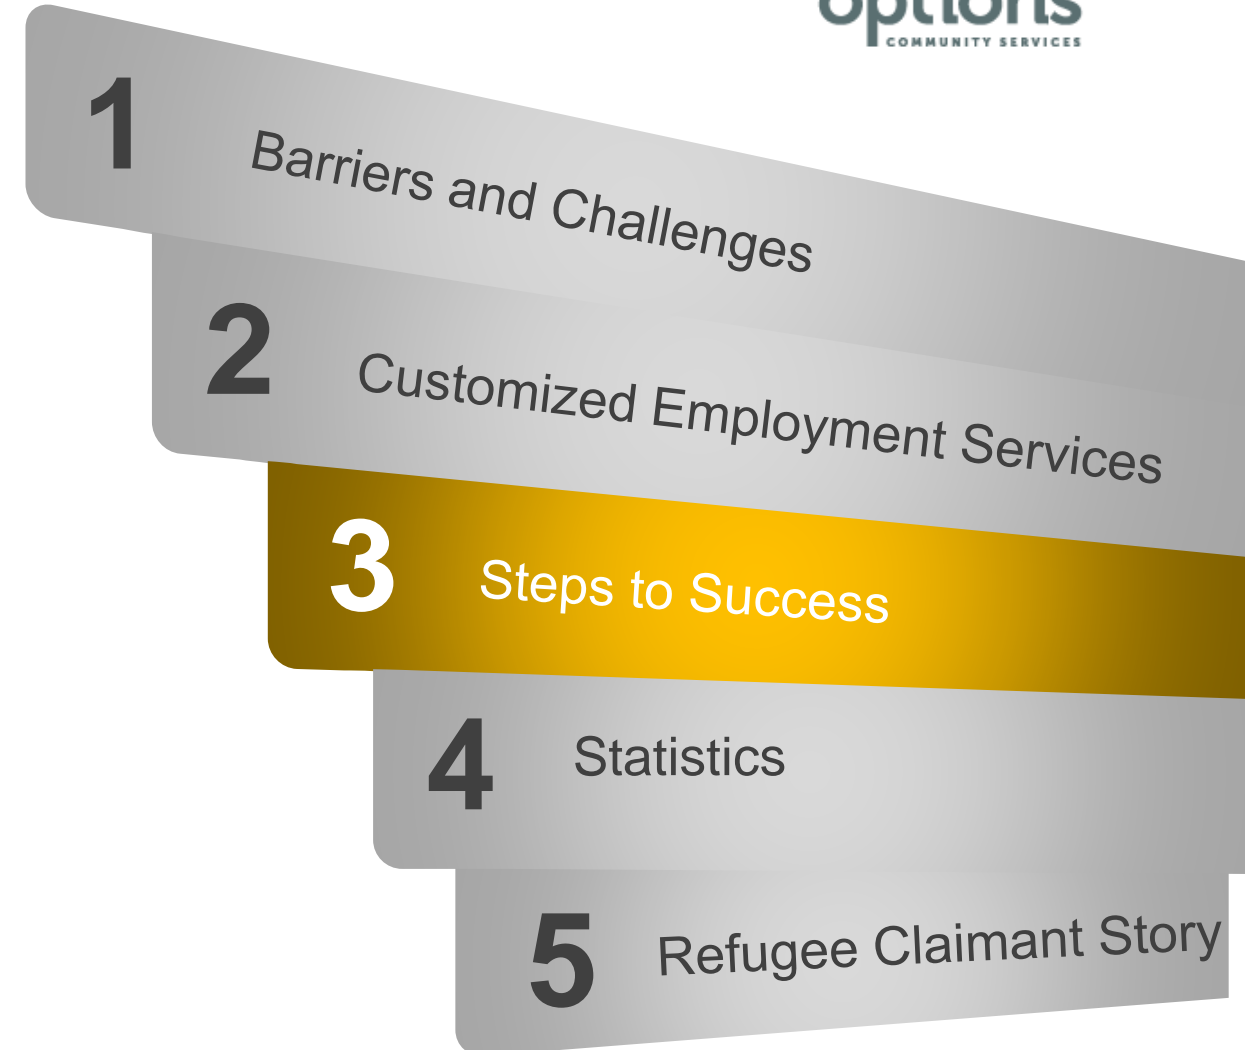 options
COMMUNITY SERVICES
1 Barriers and Challenges
2 Customized Employment Services
3 Steps to Success
4 Statistics
5 Refugee Claimant Story